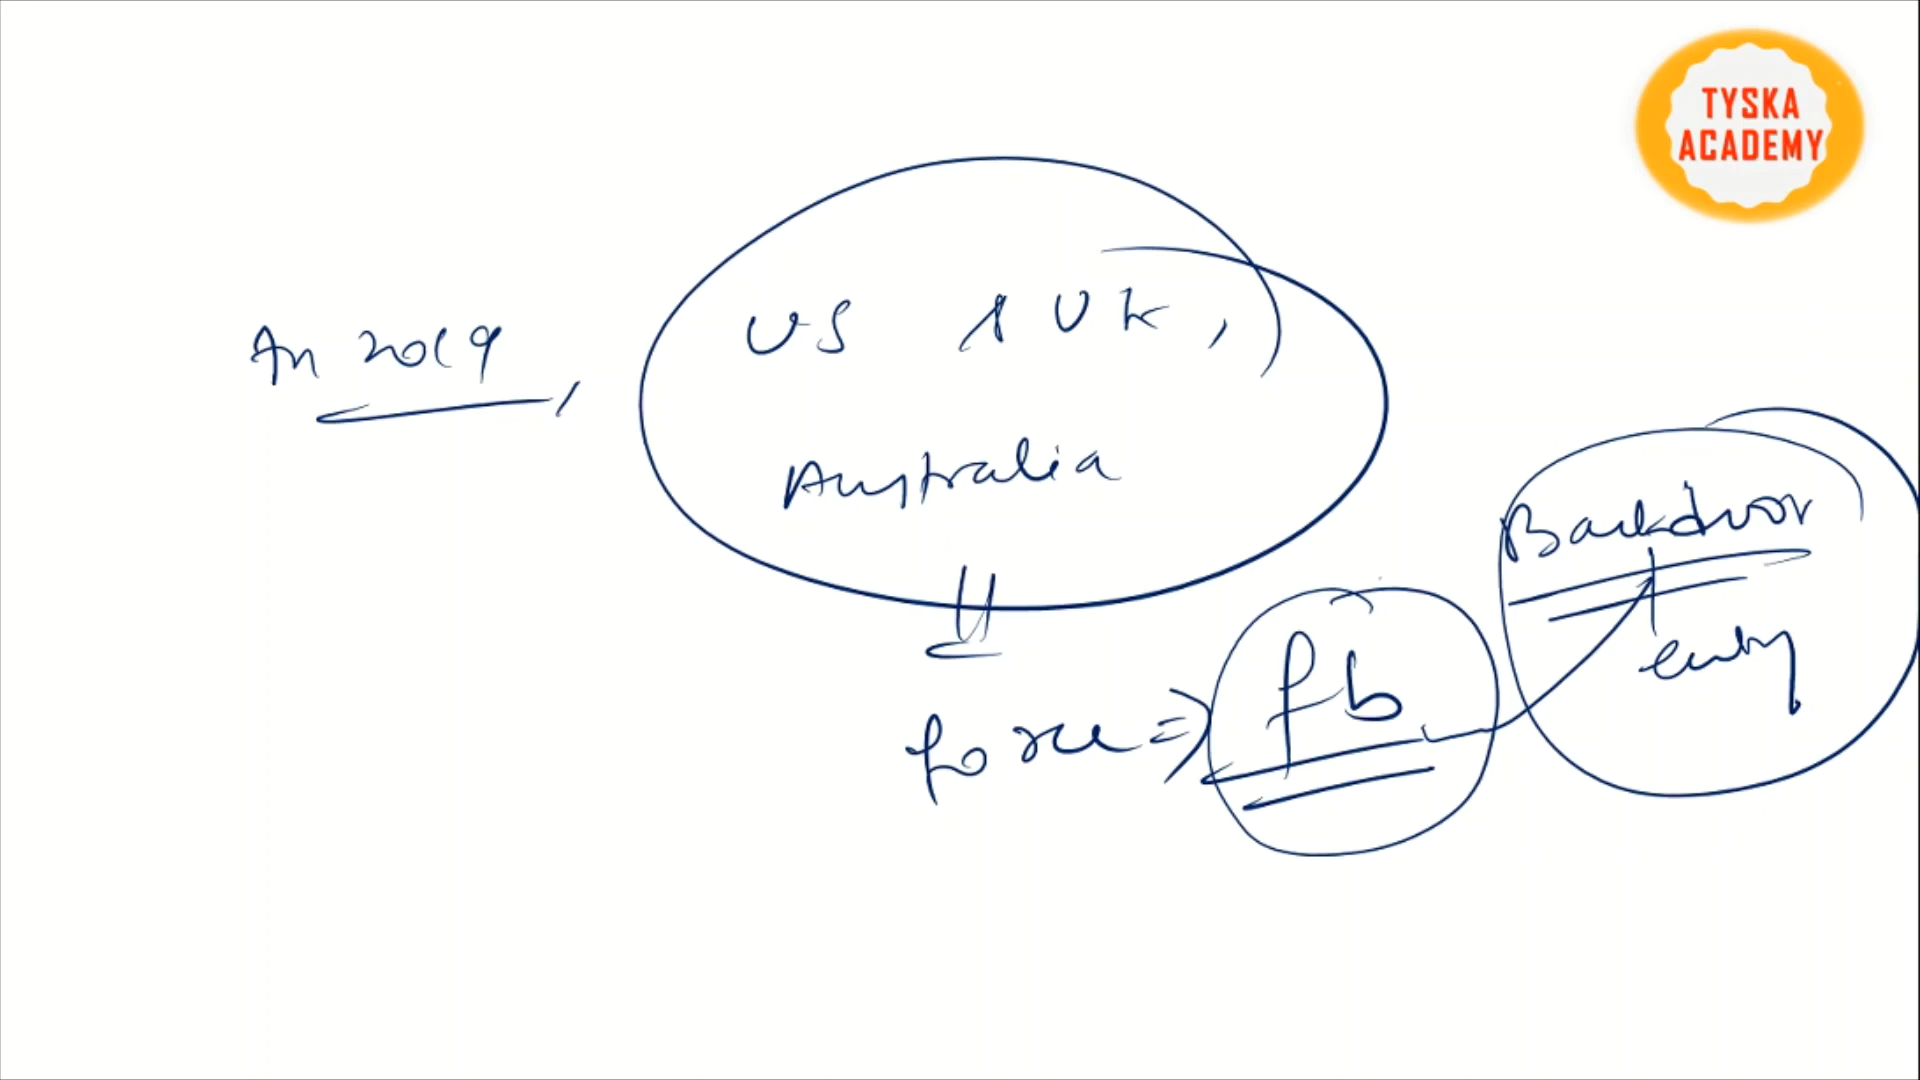 TYSKA
ACADEMY
In 2019,
US & UK,
Australia
force => fb
Backdoor
entry